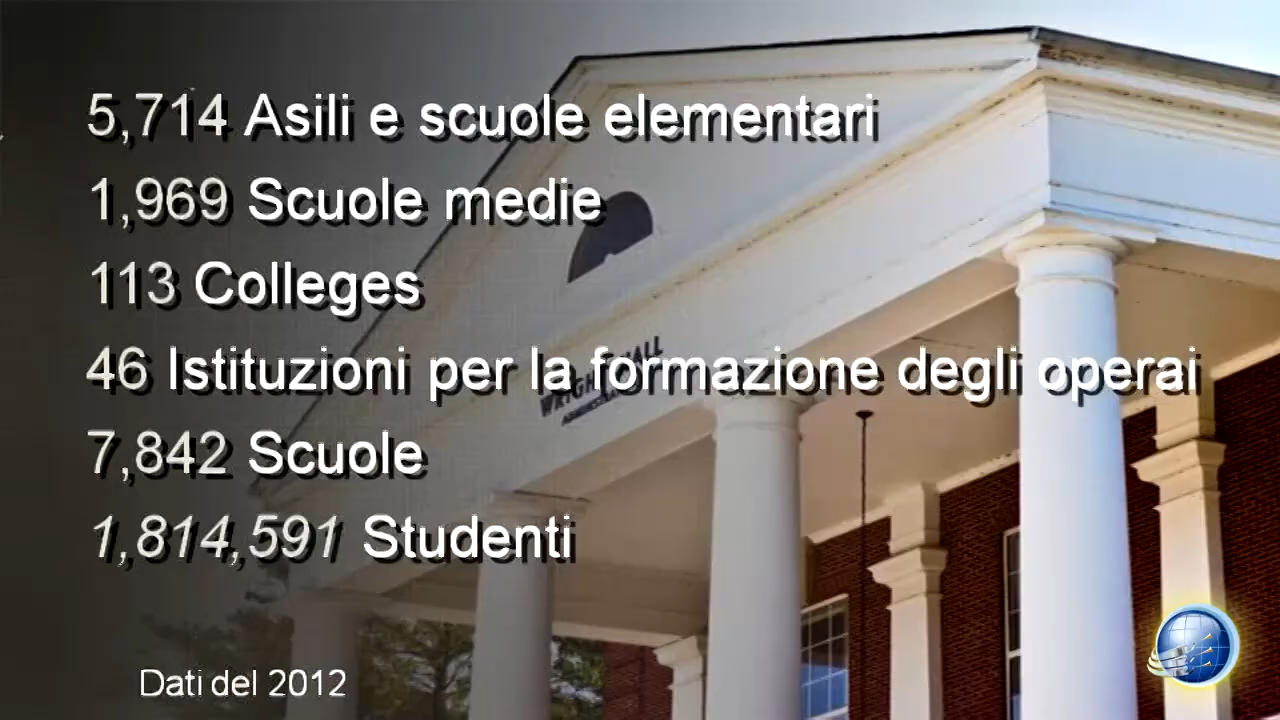 5,714 Asili e scuole elementari
1,969 Scuole medie
113 Colleges
46 Istituzioni per la formazione degli operai
7,842 Scuole
1,814,591 Studenti
Dati del 2012